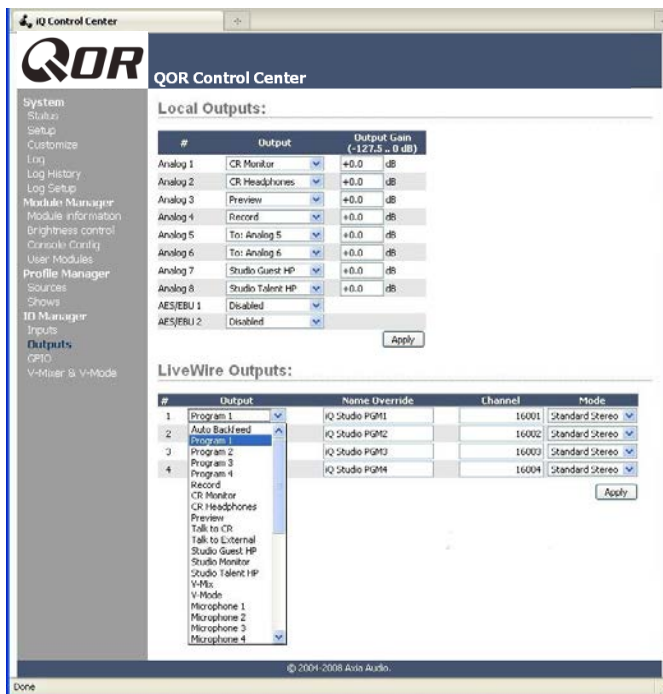 iQ Control Center
QOR
QOR Control Center
System
Status
Setup
Customize
Log
Log History
Log Setup
Module Manager
Module information
Brightness control
Console Config
User Modules
Profile Manager
Sources
Shows
IO Manager
Inputs
Outputs
GPIO
V-Mixer & V-Mode
Local Outputs:
# Output Output Gain
(-127.5 .. 0 dB)
Analog 1 CR Monitor +0.0 dB
Analog 2 CR Headphones +0.0 dB
Analog 3 Preview +0.0 dB
Analog 4 Record +0.0 dB
Analog 5 To: Analog 5 +0.0 dB
Analog 6 To: Analog 6 +0.0 dB
Analog 7 Studio Guest HP +0.0 dB
Analog 8 Studio Talent HP +0.0 dB
AES/EBU 1 Disabled
AES/EBU 2 Disabled
Apply
LiveWire Outputs:
# Output Name Override Channel Mode
1 Program 1 iQ Studio PGM1 16001 Standard Stereo
2 iQ Studio PGM2 16002 Standard Stereo
3 iQ Studio PGM3 16003 Standard Stereo
4 iQ Studio PGM4 16004 Standard Stereo
Apply
Auto Backfeed
Program 1
Program 2
Program 3
Program 4
Record
CR Monitor
CR Headphones
Preview
Talk to CR
Talk to External
Studio Guest HP
Studio Monitor
Studio Talent HP
V-Mix
V-Mode
Microphone 1
Microphone 2
Microphone 3
Microphone 4
© 2004-2008 Axia Audio.
Done